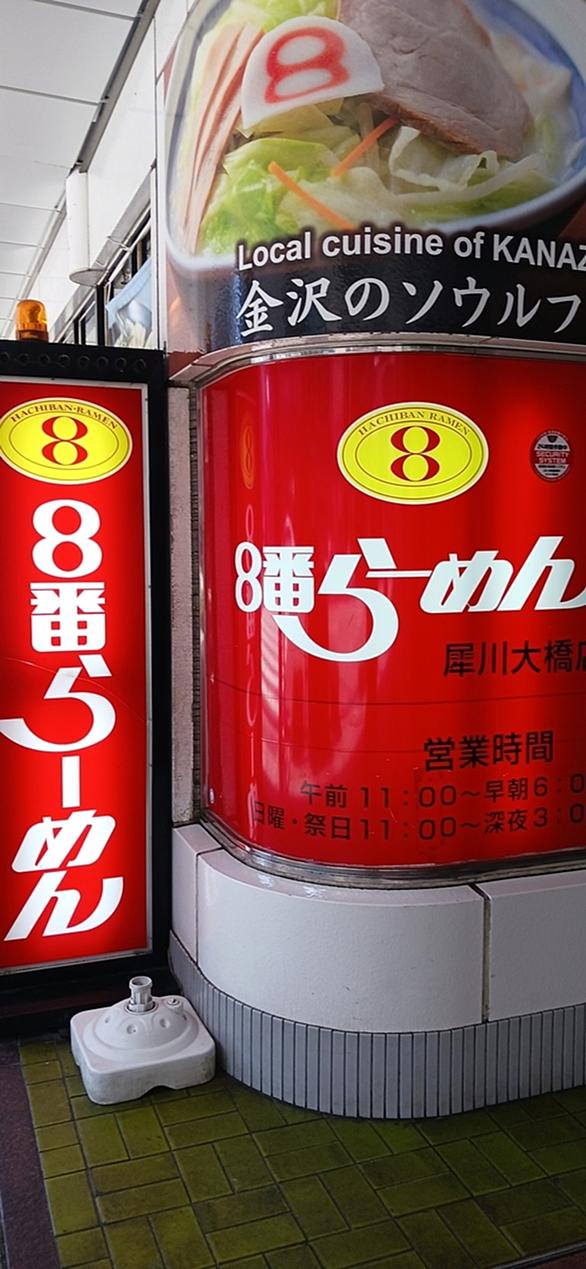 8
Local cuisine of KANAZ
金沢のソウルフ
HACHIBAN-RAMEN
8
8番らーめん
HACHIBAN RAMEN
8
SECURITY
SYSTEM
8番らーめん
犀川大橋店
営業時間
午前11:00〜早朝6:0
日曜・祭日11:00〜深夜3:0